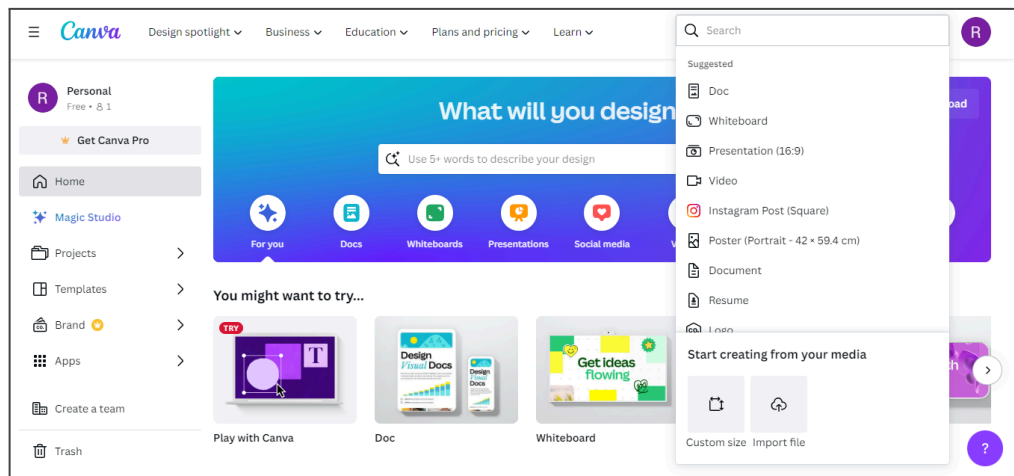 Canva
Design spotlight
Business
Education
Plans and pricing
Learn
Search
R
R
Personal
Free • 1
Get Canva Pro
Home
Magic Studio
Projects
Templates
Brand
Apps
Create a team
Trash
What will you design
oad
Use 5+ words to describe your design
For you
Docs
Whiteboards
Presentations
Social media
V
Suggested
Doc
Whiteboard
Presentation (16:9)
Video
Instagram Post (Square)
Poster (Portrait - 42 × 59.4 cm)
Document
Resume
Logo
Start creating from your media
Custom size
Import file
You might want to try...
TRY
T
Design
Visual Docs
Get ideas
flowing
Play with Canva
Doc
Whiteboard
?